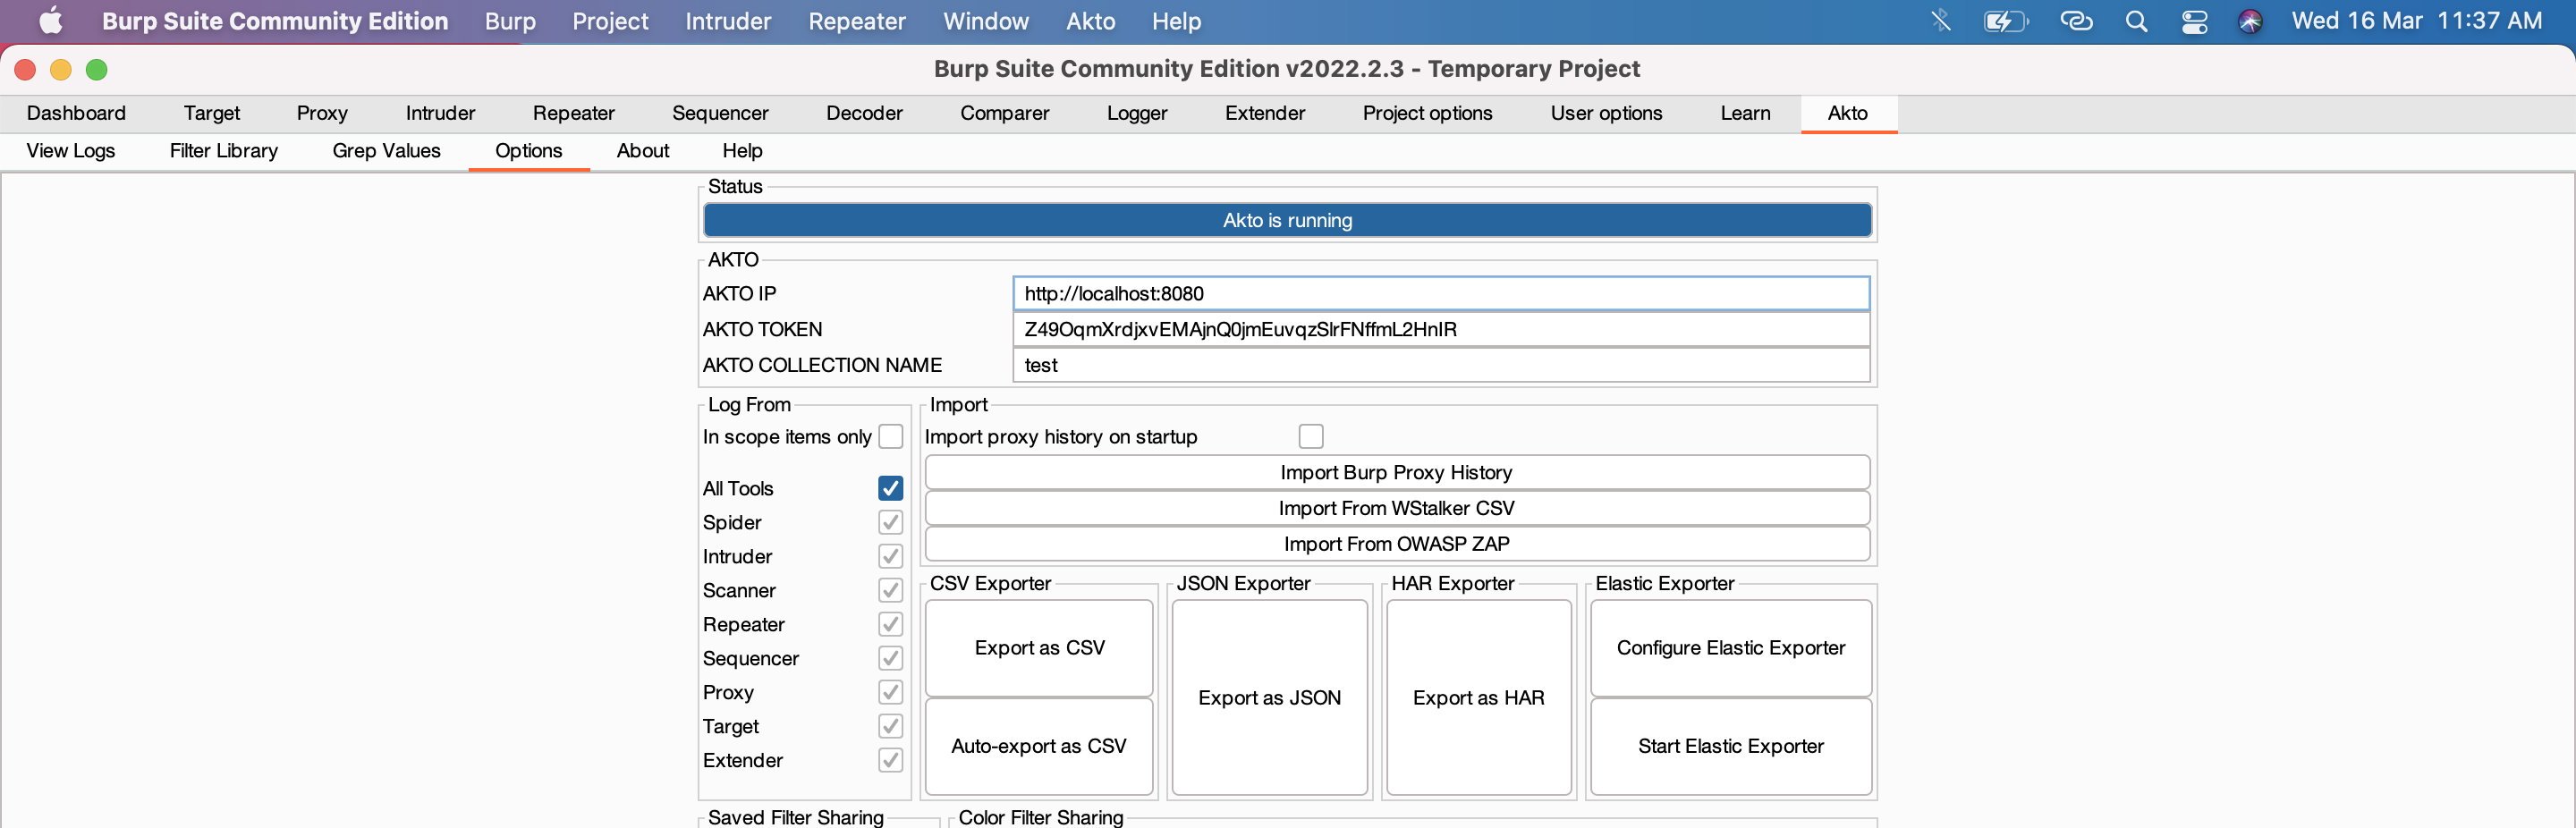 Burp Suite Community Edition Burp Project Intruder Repeater Window Akto Help Wed 16 Mar 11:37 AM
Burp Suite Community Edition v2022.2.3 - Temporary Project
Dashboard Target Proxy Intruder Repeater Sequencer Decoder Comparer Logger Extender Project options User options Learn Akto
View Logs Filter Library Grep Values Options About Help
Status
Akto is running
AKTO
AKTO IP http://localhost:8080
AKTO TOKEN Z49OqmXrdjxvEMAjnQ0jmEuvqzSlrFNffmL2HnIR
AKTO COLLECTION NAME test
Log From
In scope items only
All Tools
Spider
Intruder
Scanner
Repeater
Sequencer
Proxy
Target
Extender
Import
Import proxy history on startup
Import Burp Proxy History
Import From WStalker CSV
Import From OWASP ZAP
CSV Exporter
Export as CSV
Auto-export as CSV
JSON Exporter
Export as JSON
HAR Exporter
Export as HAR
Elastic Exporter
Configure Elastic Exporter
Start Elastic Exporter
Saved Filter Sharing
Color Filter Sharing